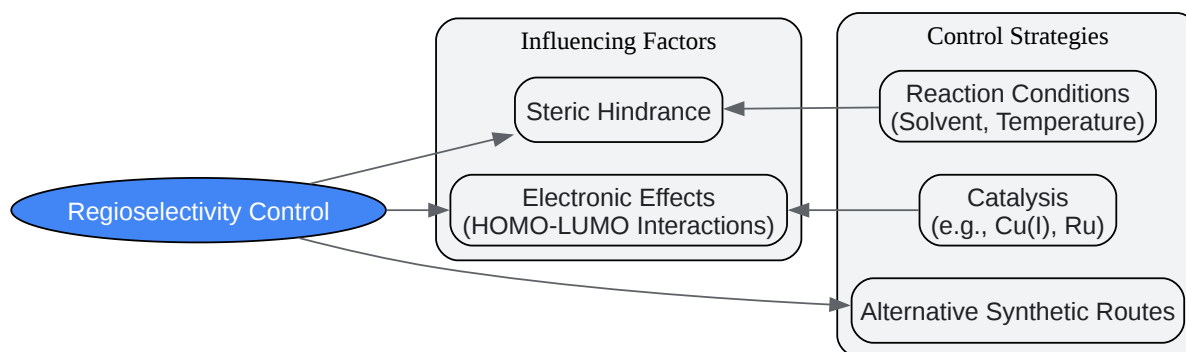 Regioselectivity Control
Influencing Factors
Steric Hindrance
Electronic Effects
(HOMO-LUMO Interactions)
Control Strategies
Reaction Conditions
(Solvent, Temperature)
Catalysis
(e.g., Cu(I), Ru)
Alternative Synthetic Routes